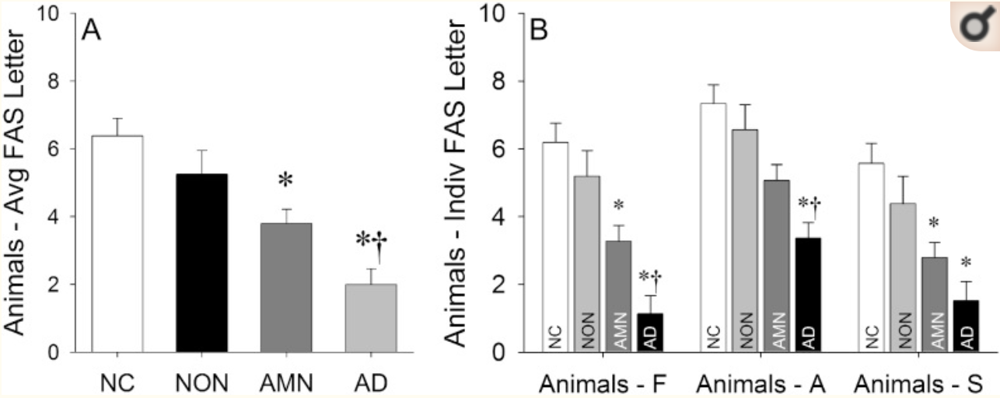 A
Animals - Avg FAS Letter
10
8
6
4
2
0
*
*†
NC NON AMN AD
B
Animals - Indiv FAS Letter
10
8
6
4
2
0
*
*†
*†
*
*
NC NON AMN AD
NC NON AMN AD
NC NON AMN AD
Animals - F Animals - A Animals - S